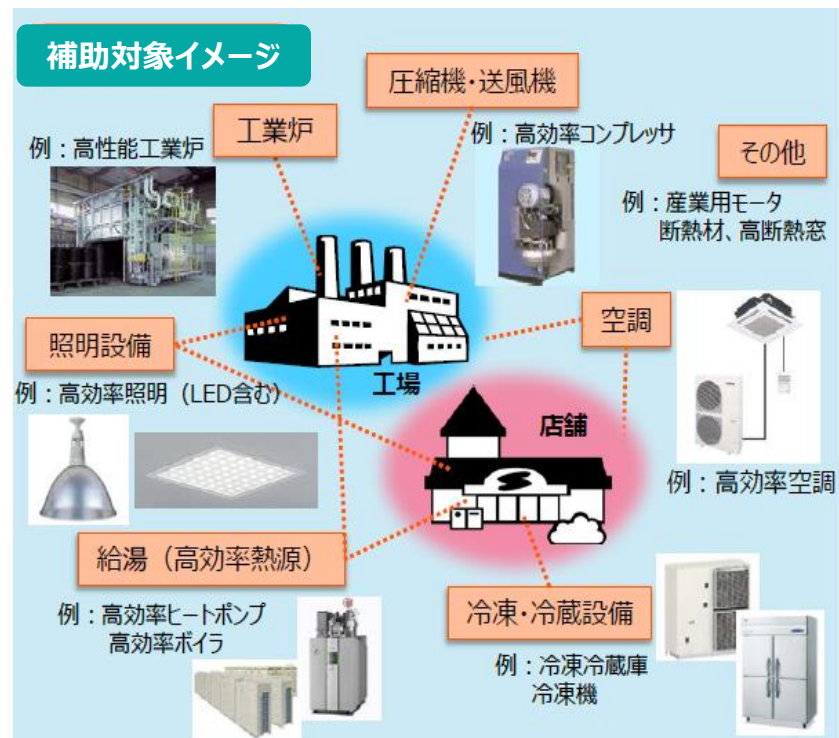 補助対象イメージ
圧縮機・送風機
工業炉
例：高効率コンプレッサ
例：高性能工業炉
その他
例：産業用モータ
断熱材、高断熱窓
空調
照明設備
工場
例：高効率照明（LED含む）
店舗
例：高効率空調
給湯（高効率熱源）
冷凍・冷蔵設備
例：高効率ヒートポンプ
高効率ボイラ
例：冷凍冷蔵庫
冷凍機